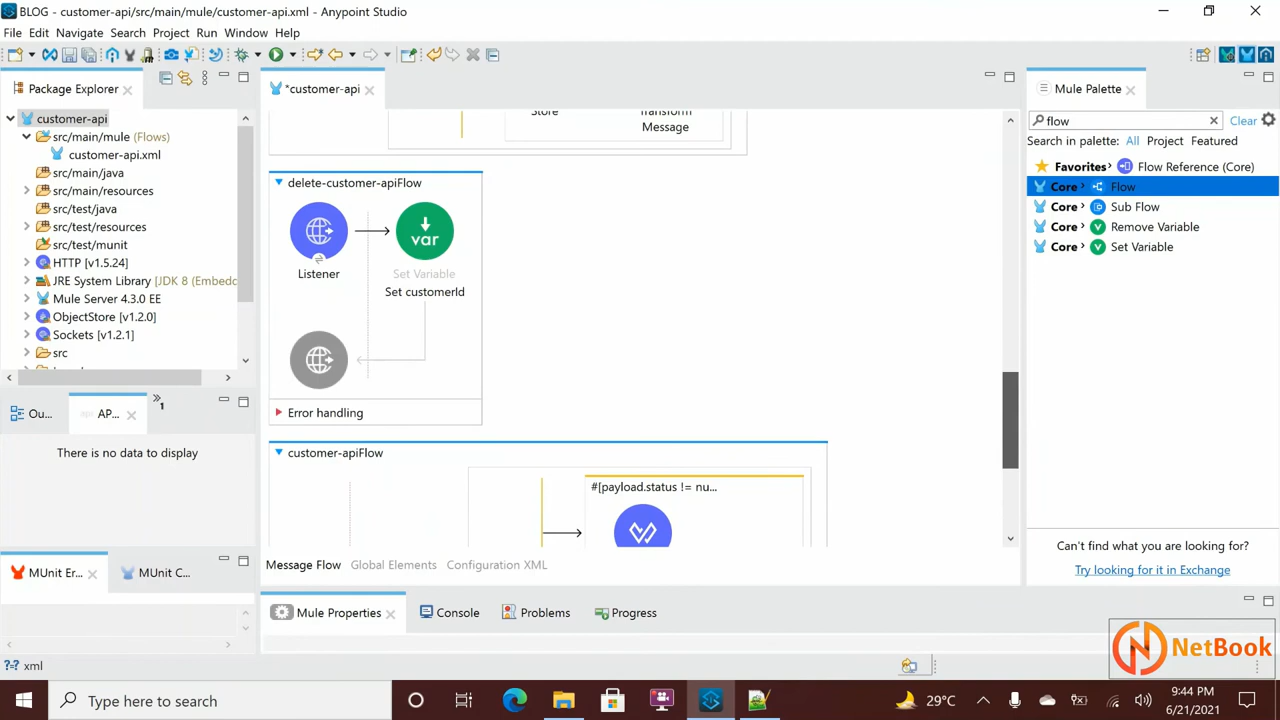 BLOG - customer-api/src/main/mule/customer-api.xml - Anypoint Studio
File Edit Navigate Search Project Run Window Help
Package Explorer
customer-api
src/main/mule (Flows)
customer-api.xml
src/main/java
src/main/resources
src/test/java
src/test/resources
src/test/munit
HTTP [v1.5.24]
JRE System Library [JDK 8 (Embedc
Mule Server 4.3.0 EE
ObjectStore [v1.2.0]
Sockets [v1.2.1]
src
Ou...
AP...
1
There is no data to display
MUnit Er...
MUnit C...
xml
*customer-api
Store
Transform
Message
delete-customer-apiFlow
Listener
var
Set Variable
Set customerId
Error handling
customer-apiFlow
#[payload.status != nu...
Message Flow Global Elements Configuration XML
Mule Properties
Console
Problems
Progress
Mule Palette
flow
Clear
Search in palette: All Project Featured
Favorites Flow Reference (Core)
Core Flow
Core Sub Flow
Core Remove Variable
Core Set Variable
Can't find what you are looking for?
Try looking for it in Exchange
NetBook
Type here to search
29°C
9:44 PM
6/21/2021